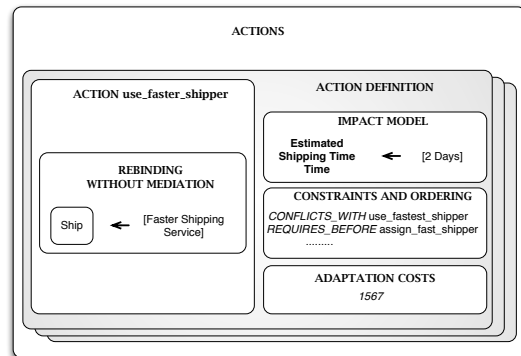 ACTIONS
ACTION use_faster_shipper
REBINDING
WITHOUT MEDIATION
Ship
[Faster Shipping
Service]
ACTION DEFINITION
IMPACT MODEL
Estimated
Shipping Time
Time
[2 Days]
CONSTRAINTS AND ORDERING
CONFLICTS_WITH use_fastest_shipper
REQUIRES_BEFORE assign_fast_shipper
.........
ADAPTATION COSTS
1567